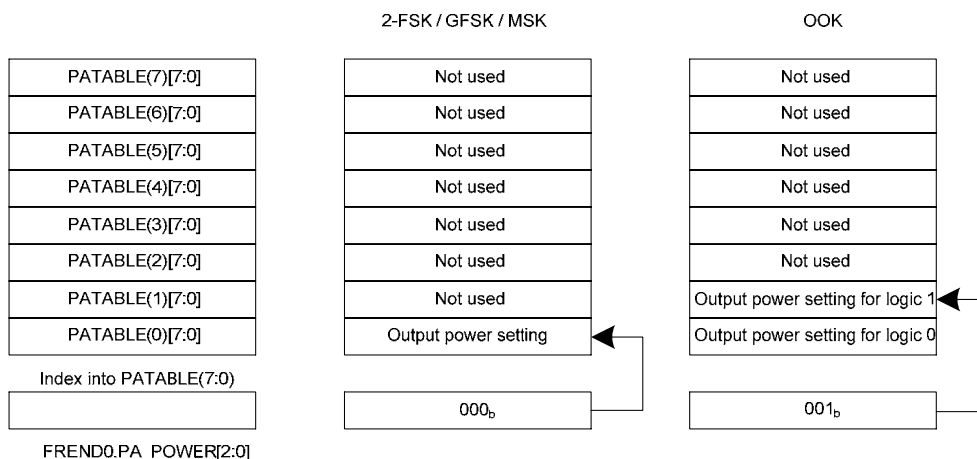 2-FSK / GFSK / MSK OOK
PATABLE(7)[7:0] Not used Not used
PATABLE(6)[7:0] Not used Not used
PATABLE(5)[7:0] Not used Not used
PATABLE(4)[7:0] Not used Not used
PATABLE(3)[7:0] Not used Not used
PATABLE(2)[7:0] Not used Not used
PATABLE(1)[7:0] Not used Output power setting for logic 1
PATABLE(0)[7:0] Output power setting Output power setting for logic 0
Index into PATABLE(7:0)
000b 001b
FREND0.PA_POWER[2:0]